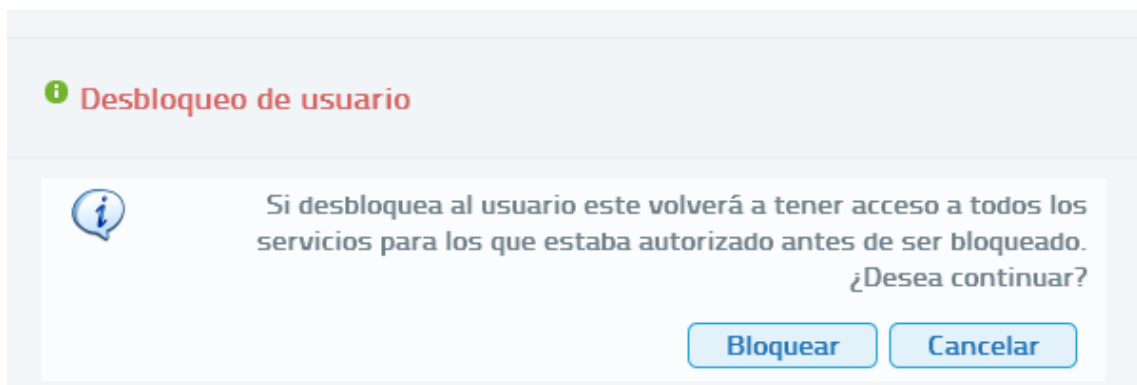 Desbloqueo de usuario
Si desbloquea al usuario este volverá a tener acceso a todos los
servicios para los que estaba autorizado antes de ser bloqueado.
¿Desea continuar?
Bloquear Cancelar